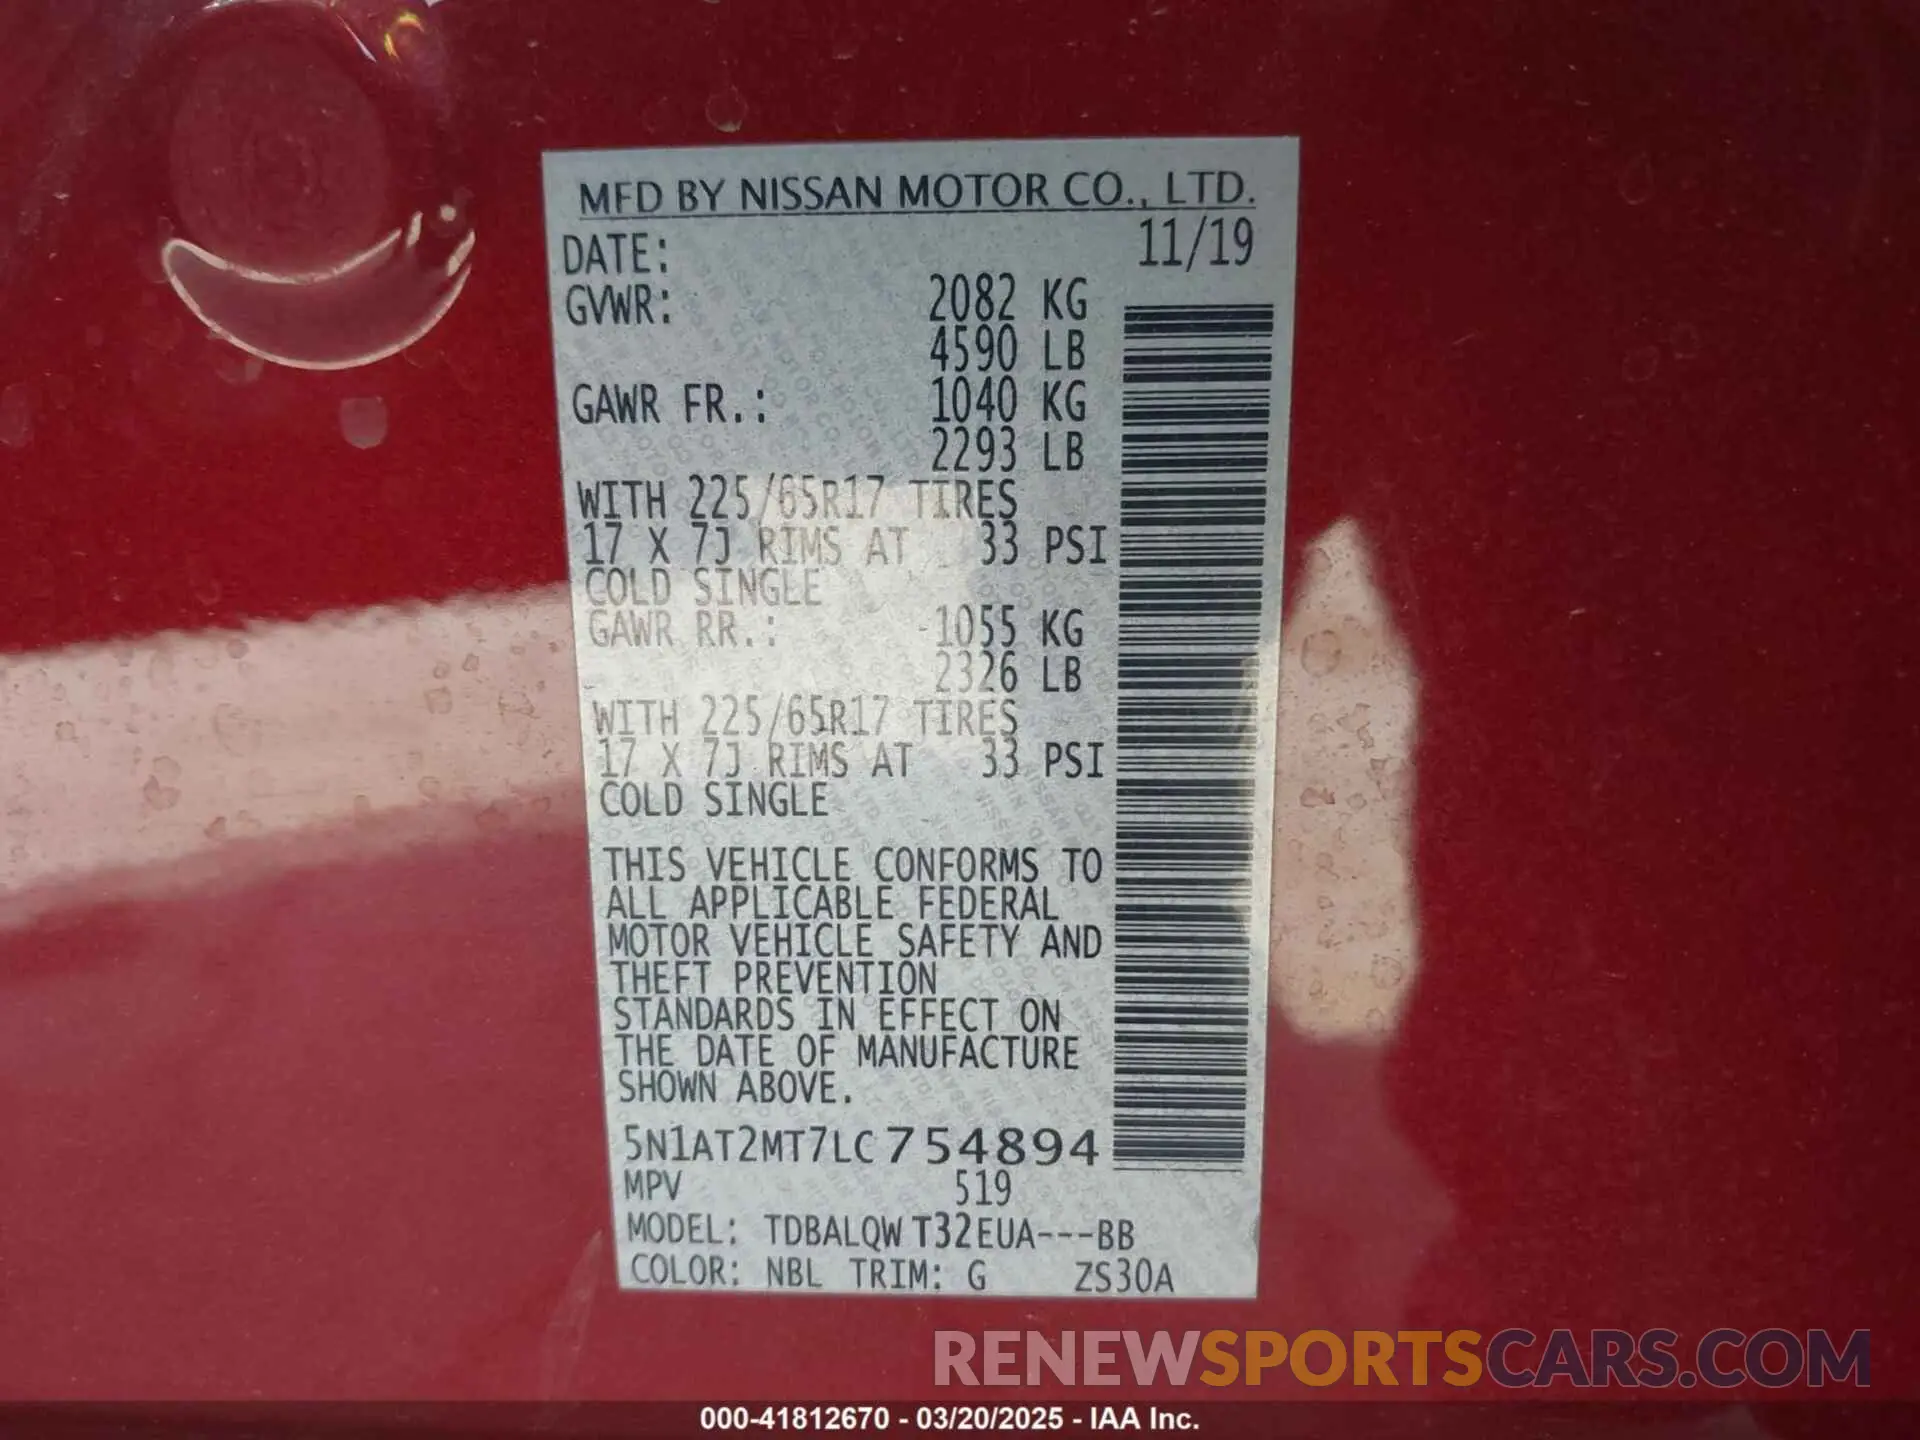 MFD BY NISSAN MOTOR CO., LTD.
DATE: 11/19
GVWR: 2082 KG
4590 LB
GAWR FR.: 1040 KG
2293 LB
WITH 225/65R17 TIRES
17 X 7J RIMS AT 33 PSI
COLD SINGLE
GAWR RR.: 1055 KG
2326 LB
WITH 225/65R17 TIRES
17 X 7J RIMS AT 33 PSI
COLD SINGLE
THIS VEHICLE CONFORMS TO
ALL APPLICABLE FEDERAL
MOTOR VEHICLE SAFETY AND
THEFT PREVENTION
STANDARDS IN EFFECT ON
THE DATE OF MANUFACTURE
SHOWN ABOVE.
5N1AT2MT7LC754894
MPV 519
MODEL: TDBALQW T32EUA---BB
COLOR: NBL TRIM: G ZS30A
RENEWSPORTSCARS.COM
000-41812670 - 03/20/2025 - IAA Inc.